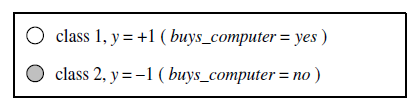 class 1, y = +1 ( buys_computer = yes )
class 2, y = −1 ( buys_computer = no )